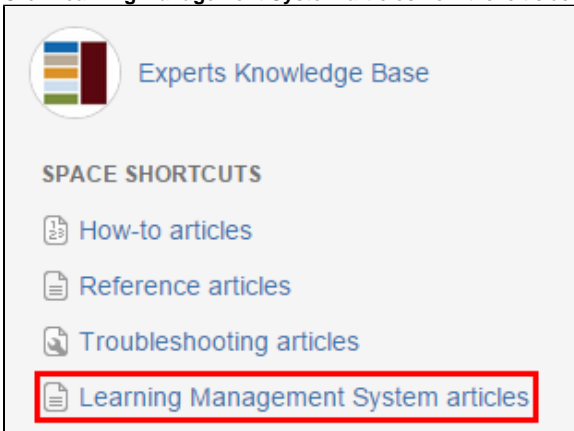 Experts Knowledge Base
SPACE SHORTCUTS
How-to articles
Reference articles
Troubleshooting articles
Learning Management System articles